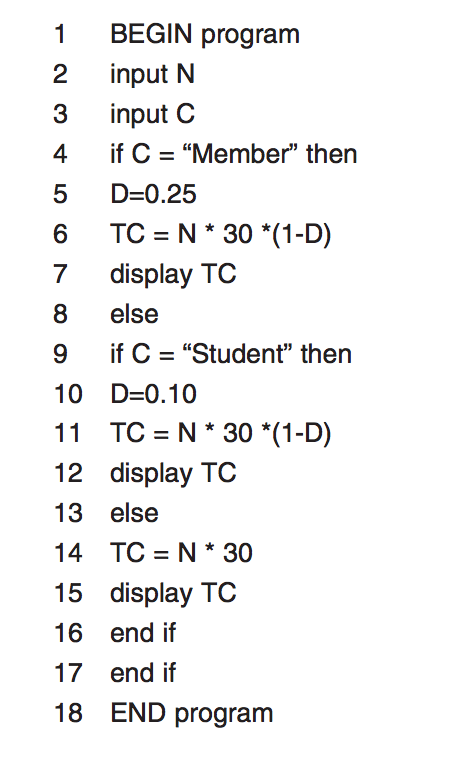 1 BEGIN program
2 input N
3 input C
4 if C = “Member” then
5 D=0.25
6 TC = N * 30 *(1-D)
7 display TC
8 else
9 if C = “Student” then
10 D=0.10
11 TC = N * 30 *(1-D)
12 display TC
13 else
14 TC = N * 30
15 display TC
16 end if
17 end if
18 END program